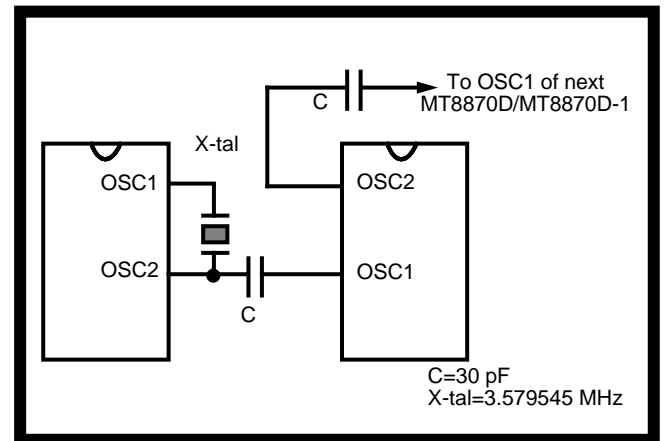 To OSC1 of next
MT8870D/MT8870D-1
C
X-tal
OSC1
OSC2
OSC2
OSC1
C
C=30 pF
X-tal=3.579545 MHz